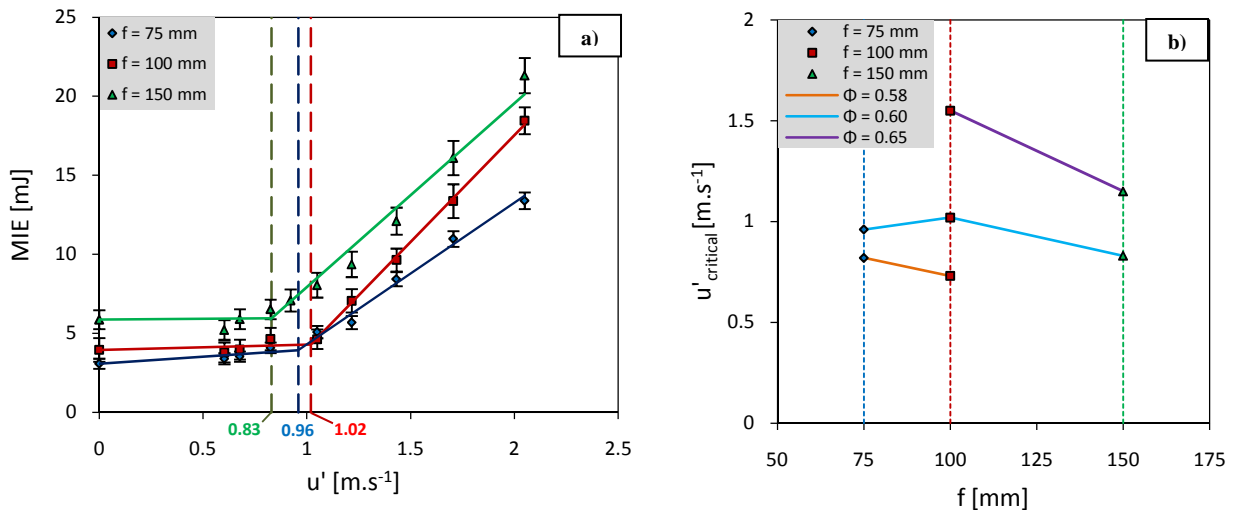 a)
f = 75 mm
f = 100 mm
f = 150 mm
MIE [mJ]
25
20
15
10
5
0
0
0.5
1
1.5
2
2.5
0.83
0.96
1.02
u' [m.s-1]
b)
f = 75 mm
f = 100 mm
f = 150 mm
Φ = 0.58
Φ = 0.60
Φ = 0.65
u'critical [m.s-1]
2
1.5
1
0.5
0
50
75
100
125
150
175
f [mm]